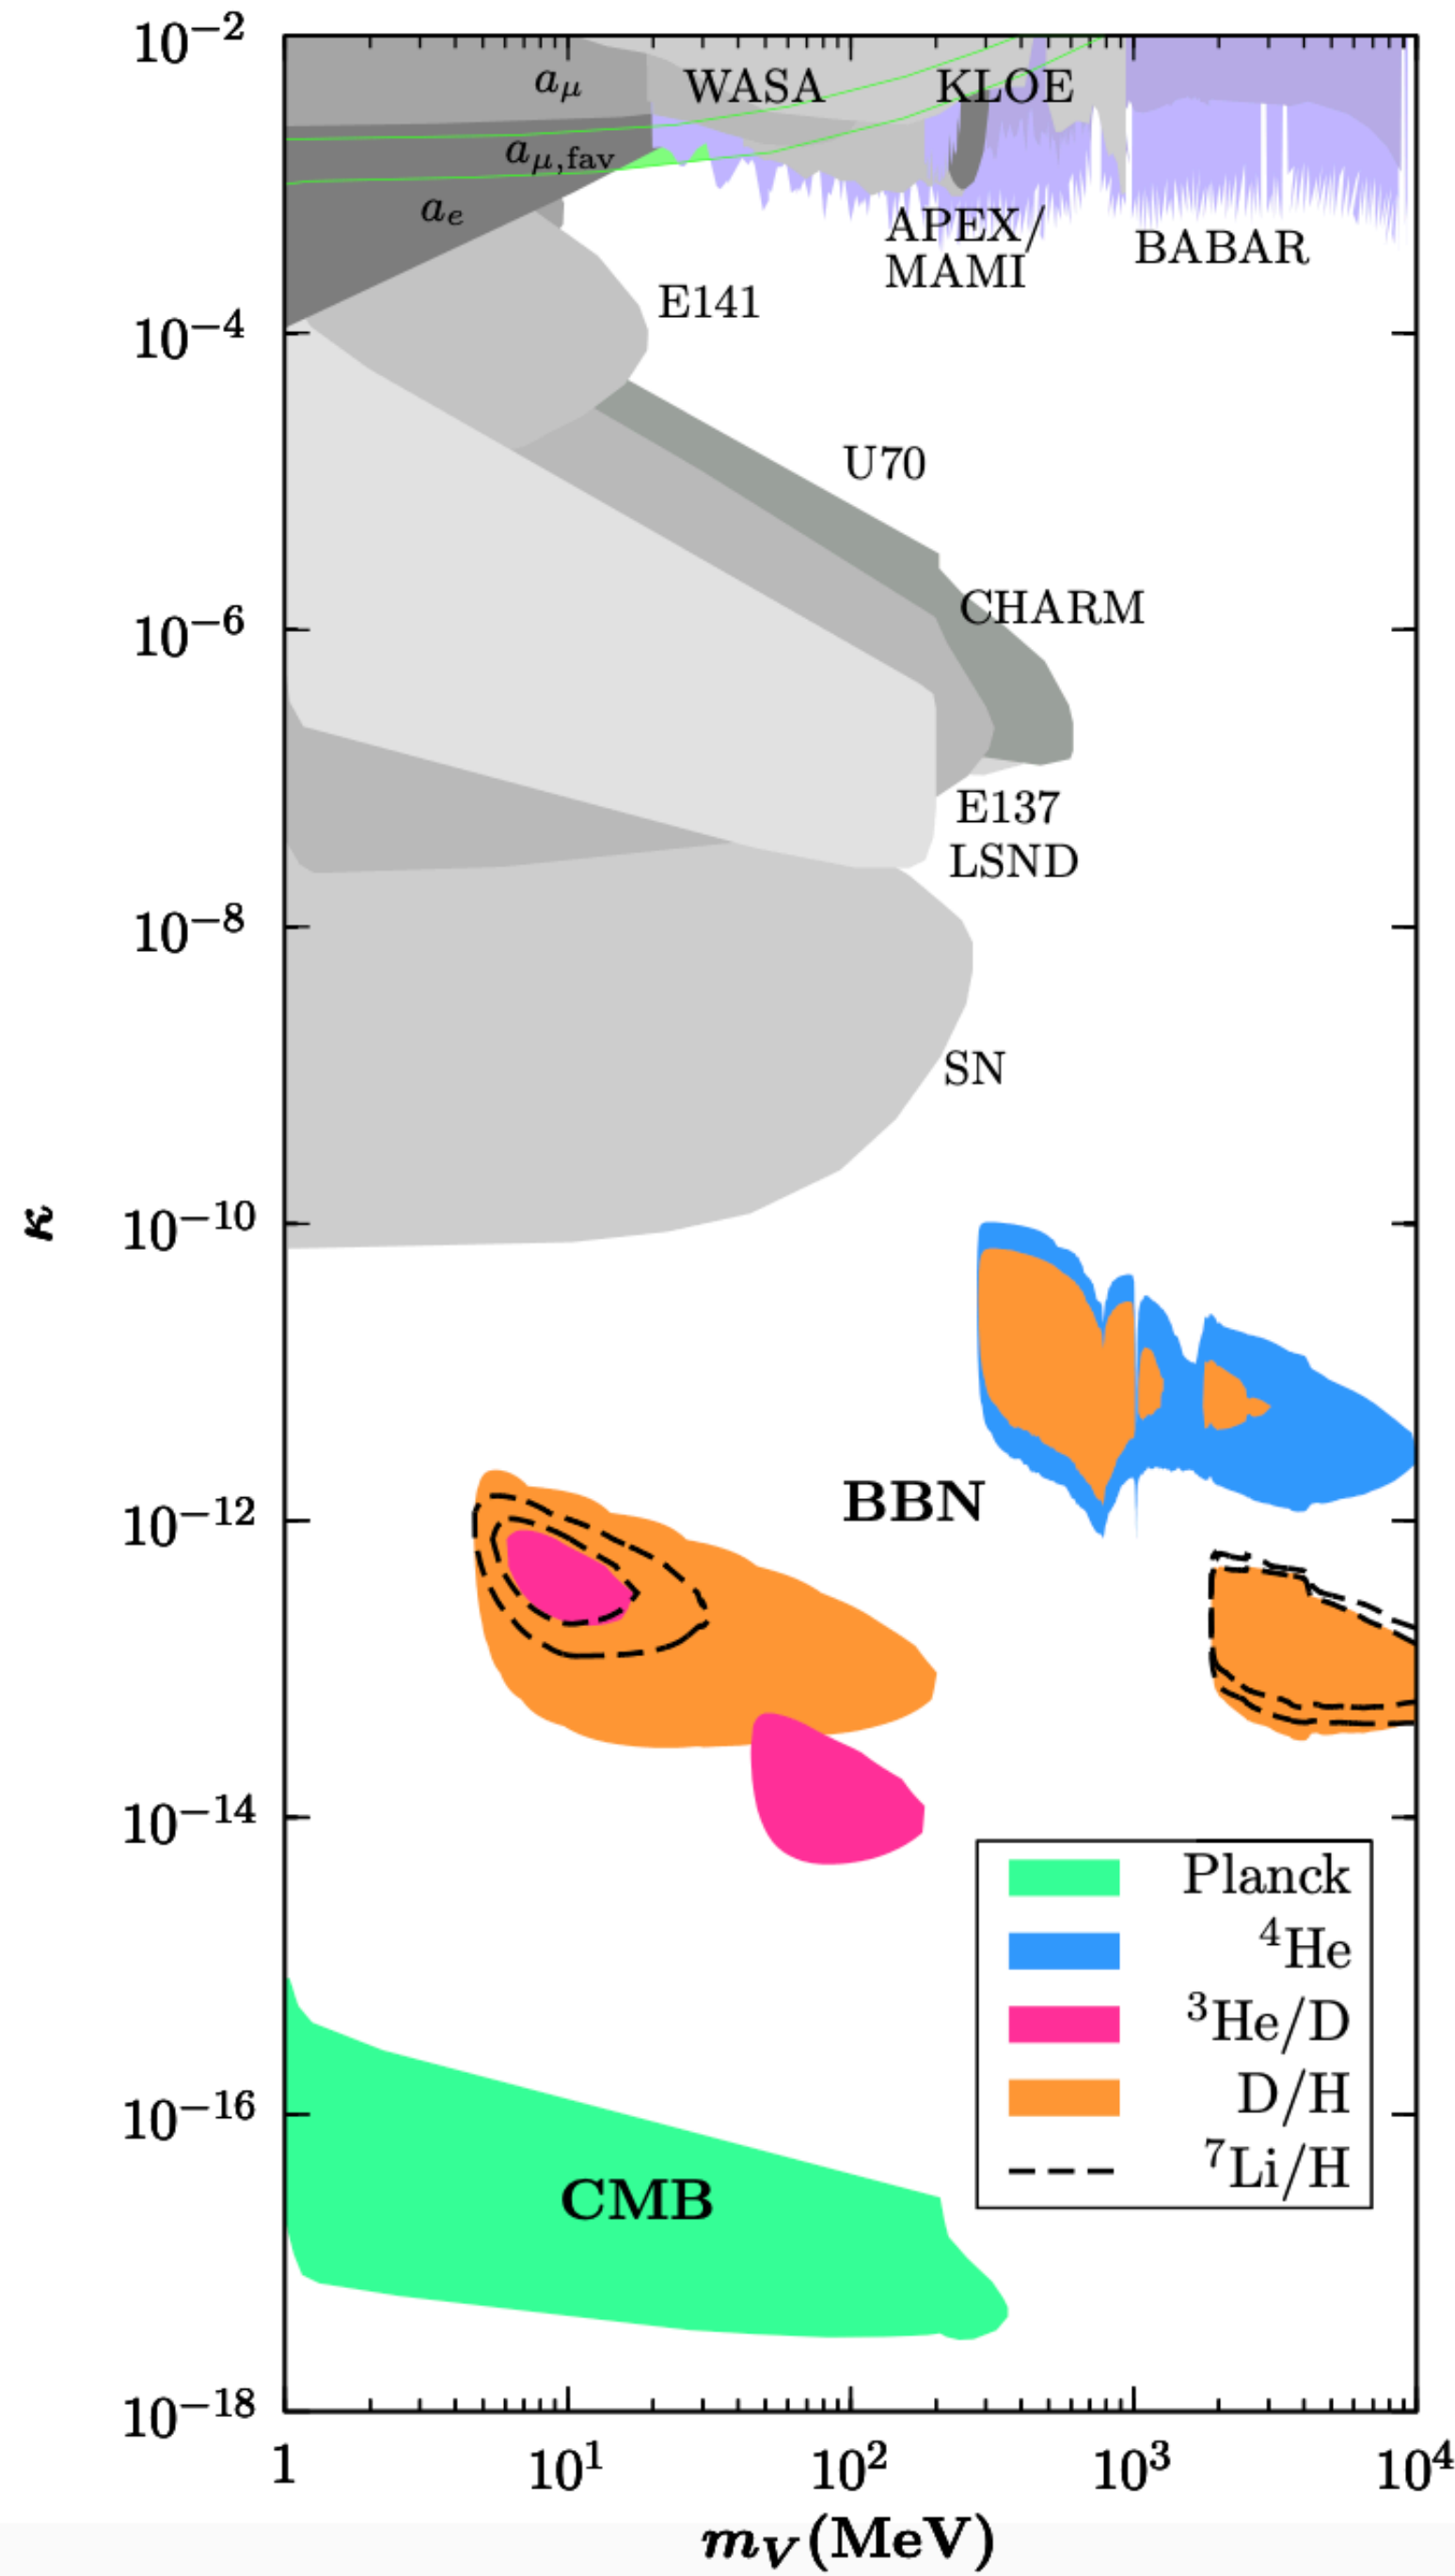 10⁻²
a_μ
WASA
KLOE
a_μ,fav
a_e
APEX/
MAMI
BABAR
E141
10⁻⁴
U70
CHARM
10⁻⁶
E137
LSND
10⁻⁸
SN
κ
10⁻¹⁰
BBN
10⁻¹²
10⁻¹⁴
Planck
⁴He
³He/D
D/H
⁷Li/H
10⁻¹⁶
CMB
10⁻¹⁸
1 10¹ 10² 10³ 10⁴
m_V(MeV)